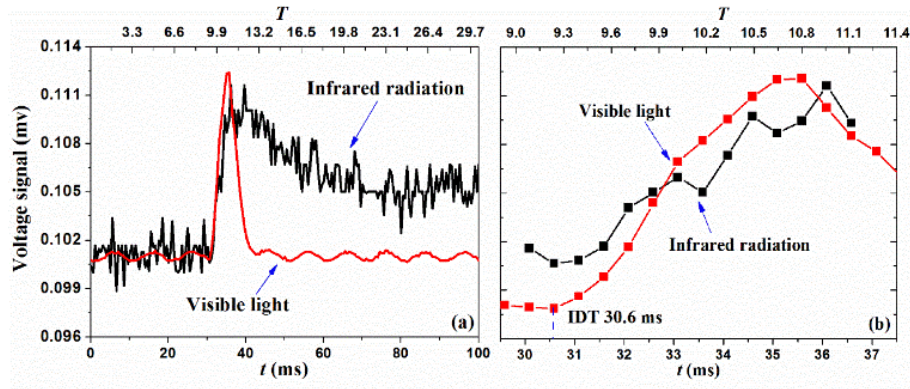 T
3.3 6.6 9.9 13.2 16.5 19.8 23.1 26.4 29.7
0.114
0.111
0.108
0.105
0.102
0.099
0.096
Voltage signal (mv)
Infrared radiation
Visible light
(a)
0 20 40 60 80 100
t (ms)
T
9.0 9.3 9.6 9.9 10.2 10.5 10.8 11.1 11.4
Visible light
Infrared radiation
IDT 30.6 ms
(b)
30 31 32 33 34 35 36 37
t (ms)